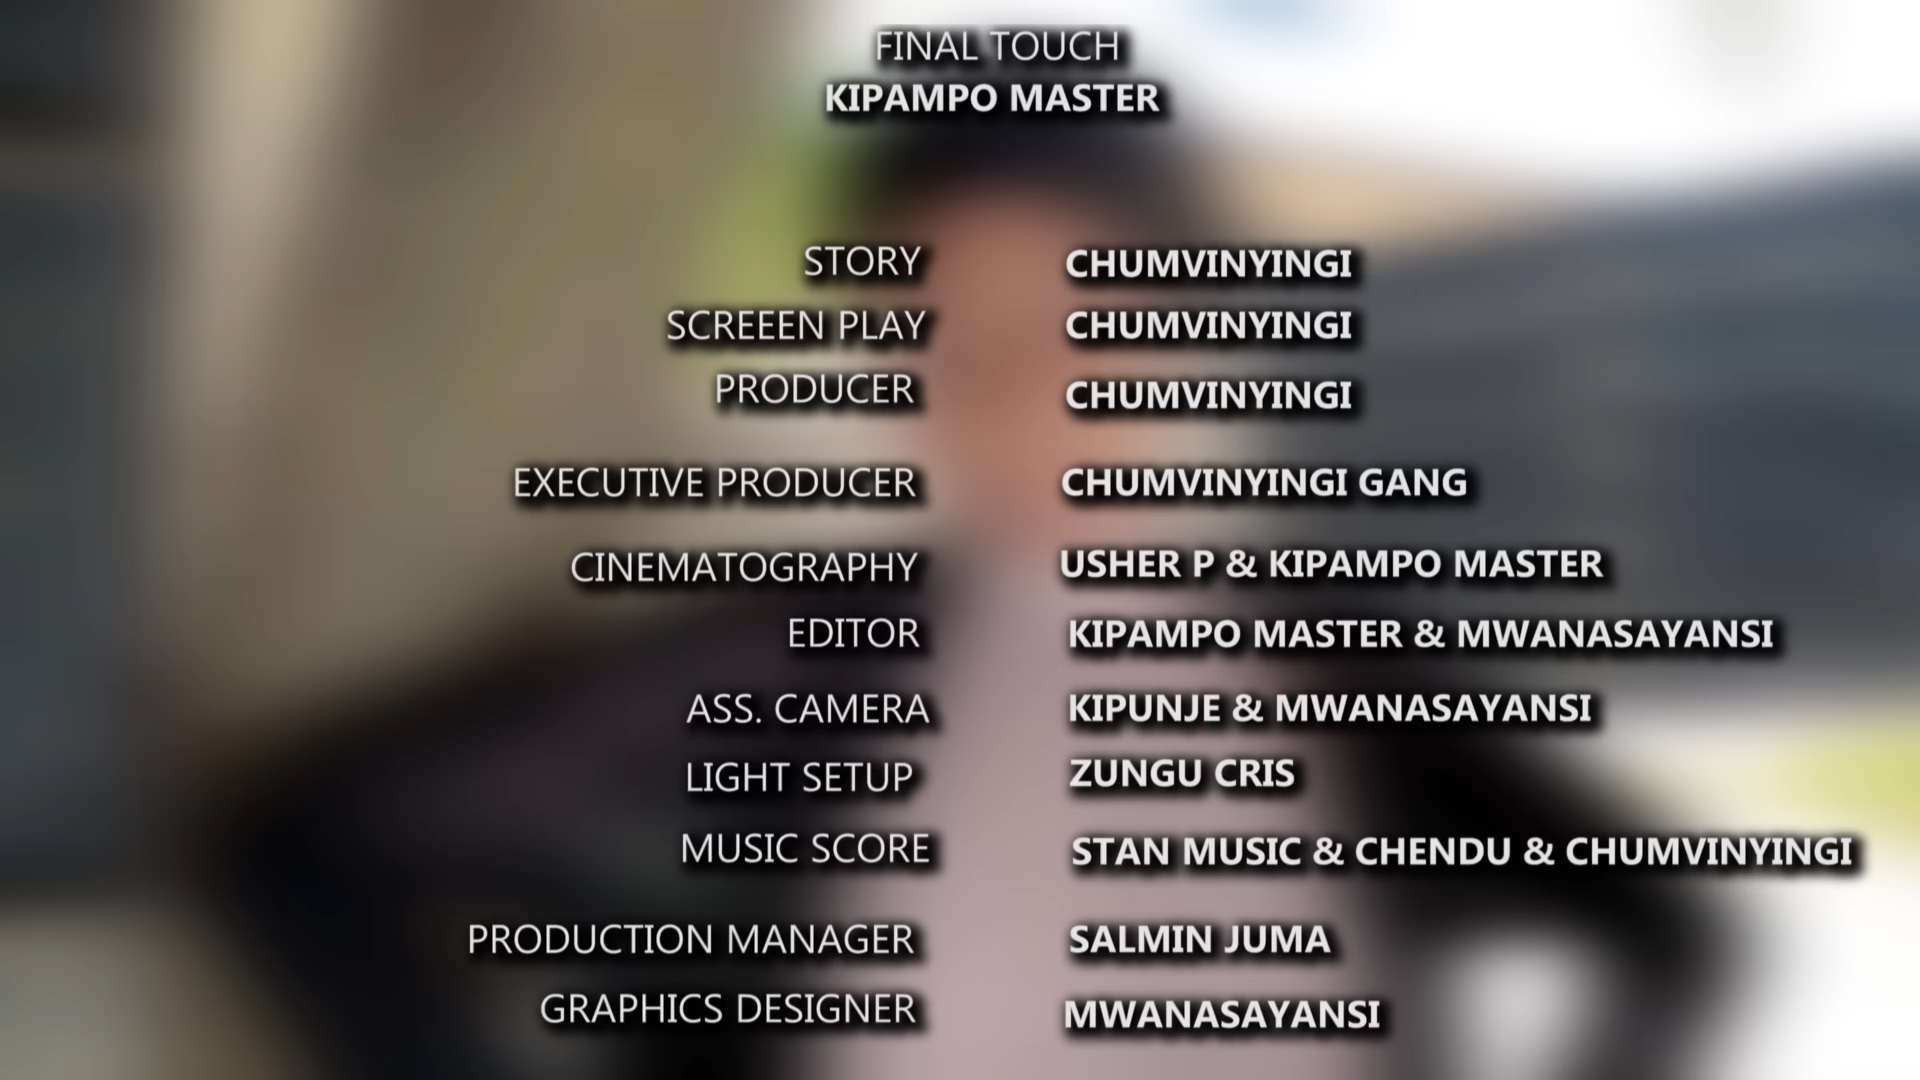 FINAL TOUCH
KIPAMPO MASTER
STORY CHUMVINYINGI
SCREEEN PLAY CHUMVINYINGI
PRODUCER CHUMVINYINGI
EXECUTIVE PRODUCER CHUMVINYINGI GANG
CINEMATOGRAPHY USHER P & KIPAMPO MASTER
EDITOR KIPAMPO MASTER & MWANASAYANSI
ASS. CAMERA KIPUNJE & MWANASAYANSI
LIGHT SETUP ZUNGU CRIS
MUSIC SCORE STAN MUSIC & CHENDU & CHUMVINYINGI
PRODUCTION MANAGER SALMIN JUMA
GRAPHICS DESIGNER MWANASAYANSI